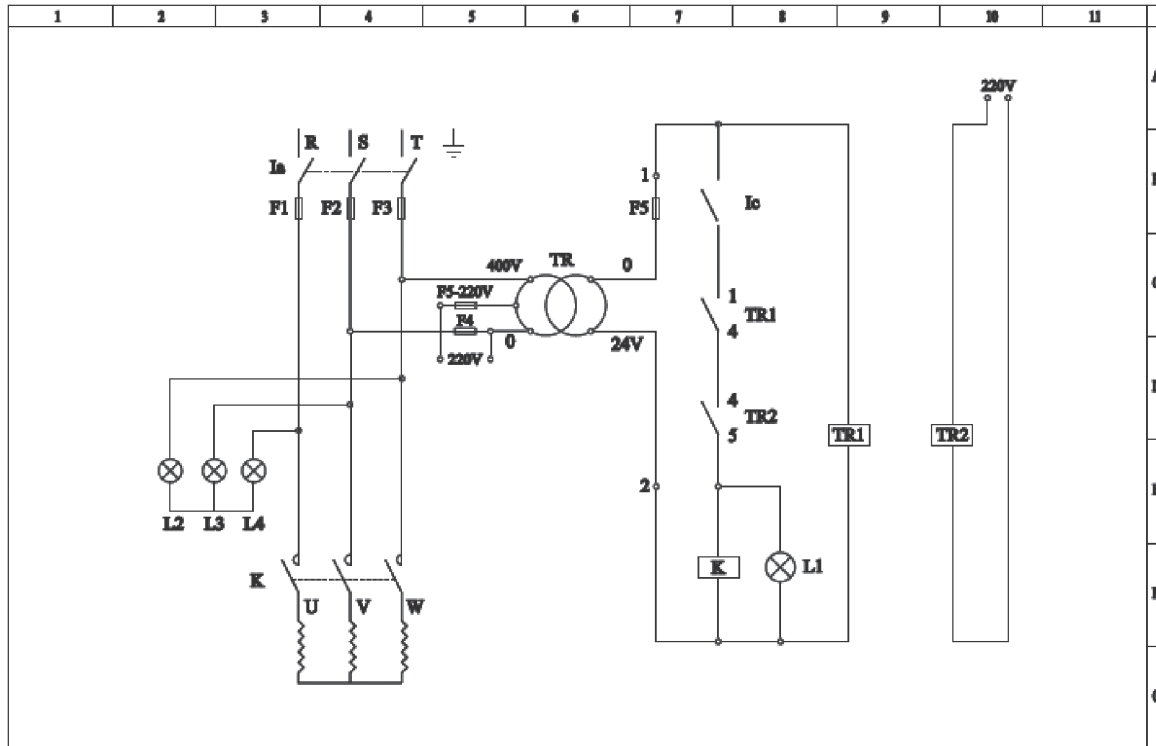 1 2 3 4 5 6 7 8 9 10 11
220V
R S T
Ia
F1 F2 F3
1
F5
Ic
400V TR 0
F5-220V
F4
0
220V
24V
1
TR1
4
4
TR2
5
TR1 TR2
2
L2 L3 L4
K
U V W
K
L1